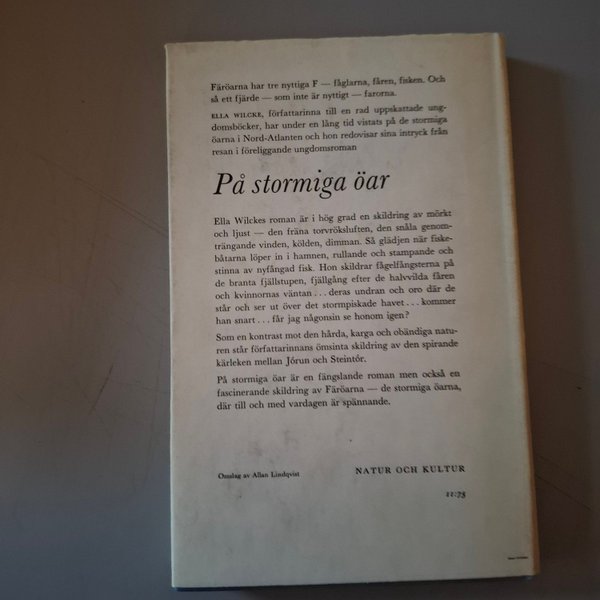 Färöarna har tre nyttiga F — fåglarna, fåren, fisken. Och
så ett fjärde — som inte är nyttigt — farorna.
ELLA WILCKE, författarinna till en rad uppskattade ung-
domsböcker, har under en lång tid vistats på de stormiga
öarna i Nord-Atlanten och hon redovisar sina intryck från
resan i föreliggande ungdomsroman
På stormiga öar
Ella Wilckes roman är i hög grad en skildring av mörkt
och ljust — den fräna torvröksluften, den snåla genom-
trängande vinden, kölden, dimman. Så glädjen när fiske-
båtarna löper in i hamnen, rullande och stampande och
stinna av nyfångad fisk. Hon skildrar fågelfångsterna på
de branta fjällstupen, fjällgång efter de halvvilda fåren
och kvinnornas väntan ... deras undran och oro där de
står och ser ut över det stormpiskade havet ... kommer
han snart ... får jag någonsin se honom igen?
Som en kontrast mot den hårda, karga och obändiga natu-
ren står författarinnans ömsinta skildring av den spirande
kärleken mellan Jórun och Steintór.
På stormiga öar är en fängslande roman men också en
fascinerande skildring av Färöarna — de stormiga öarna,
där till och med vardagen är spännande.
Omslag av Allan Lindqvist
NATUR OCH KULTUR
11:75